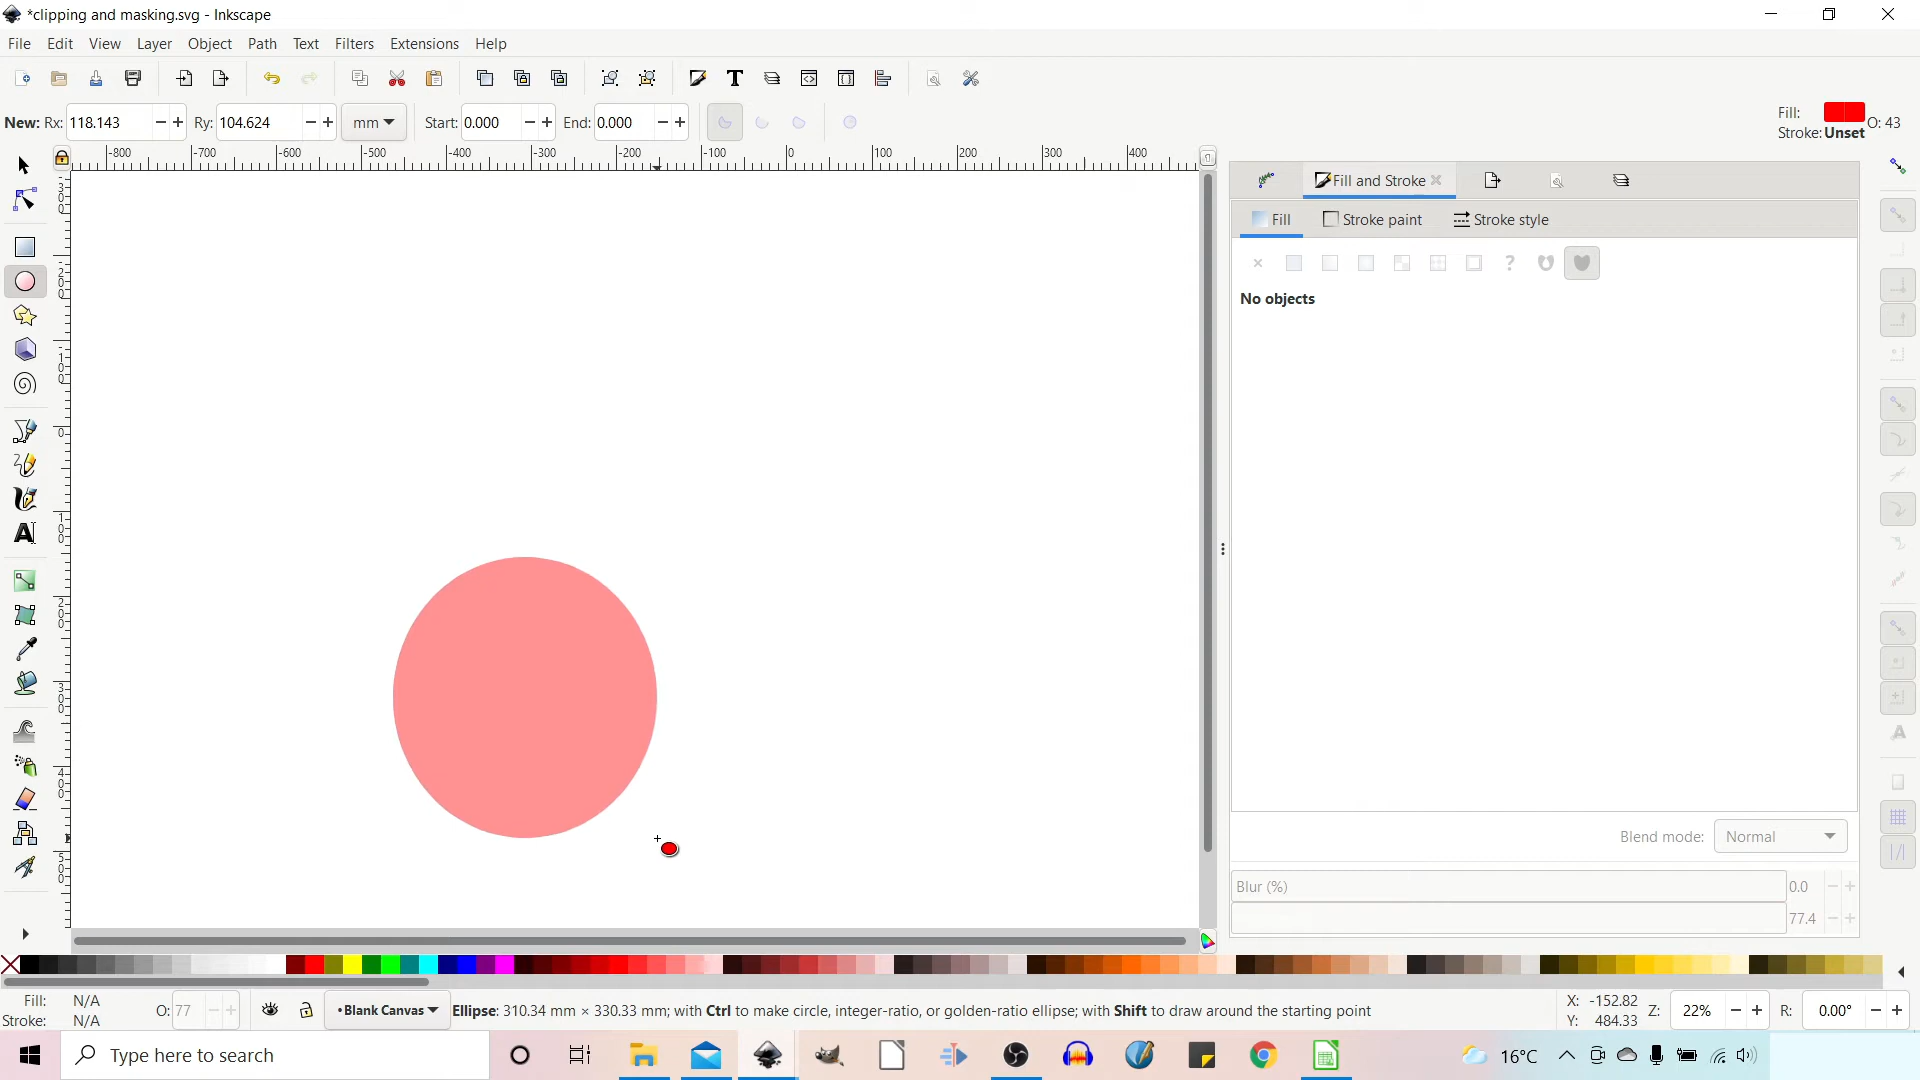 *clipping and masking.svg - Inkscape
File Edit View Layer Object Path Text Filters Extensions Help
New: Rx: 118.143 Ry: 104.624 mm Start: 0.000 End: 0.000
Fill:
Stroke: Unset O: 43
-800 -700 -600 -500 -400 -300 -200 -100 0 100 200 300 400
Fill and Stroke
Fill Stroke paint Stroke style
No objects
Blend mode: Normal
Blur (%) 0.0
77.4
Fill: N/A
Stroke: N/A
O: 77
•Blank Canvas
Ellipse: 310.34 mm × 330.33 mm; with Ctrl to make circle, integer-ratio, or golden-ratio ellipse; with Shift to draw around the starting point
X: -152.82
Y: 484.33
Z: 22% R: 0.00°
Type here to search
16°C